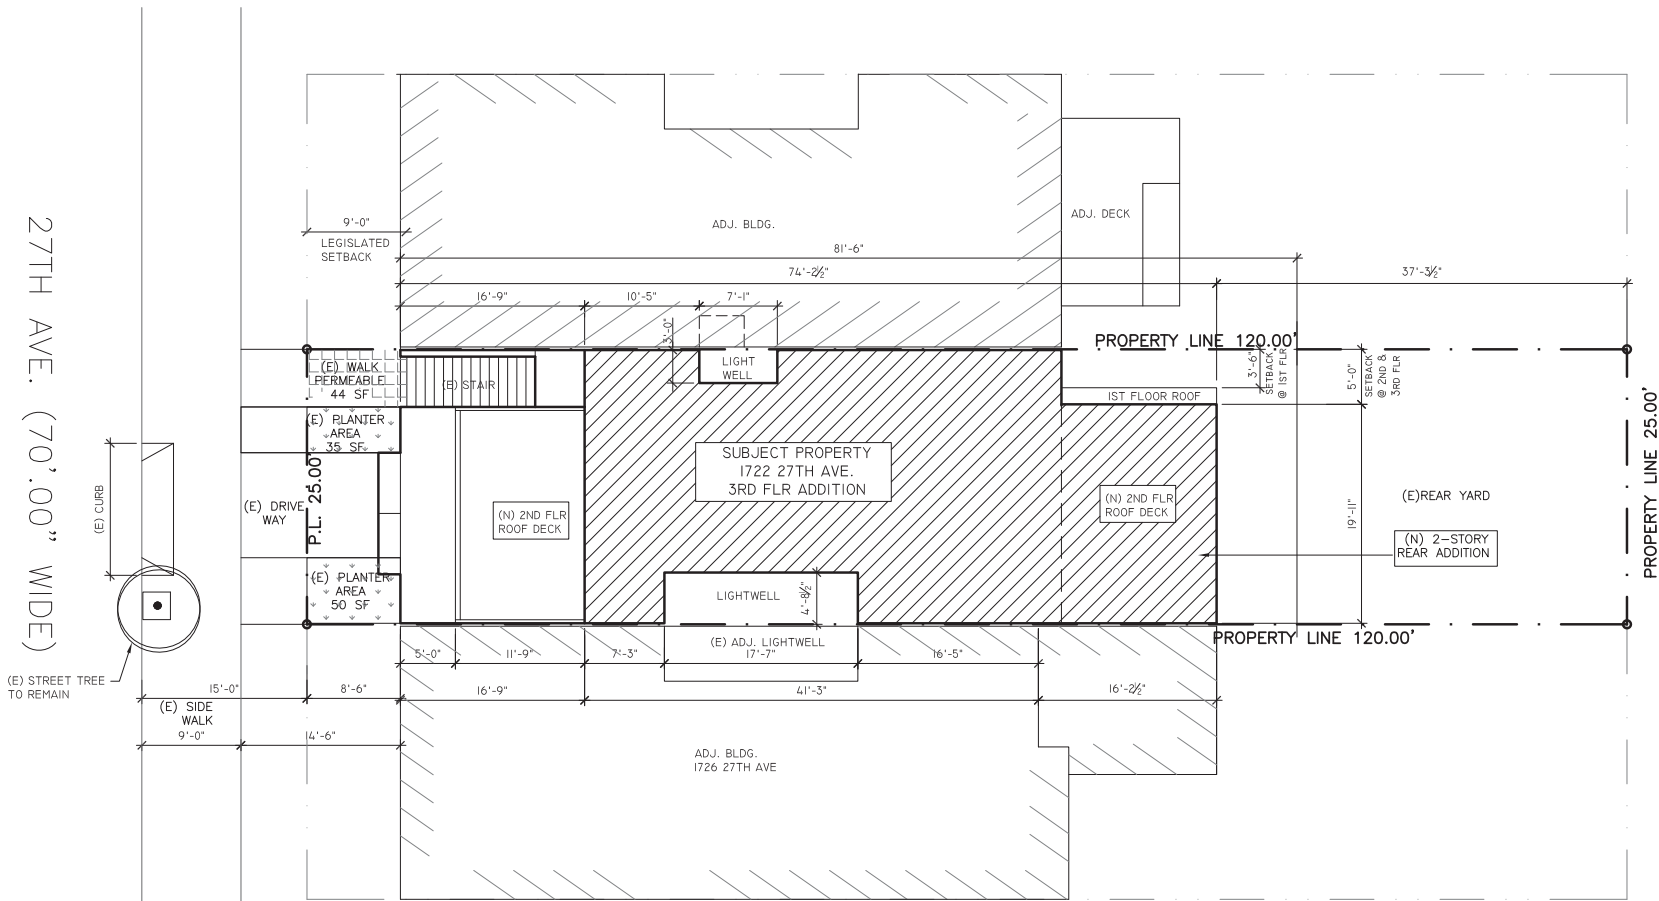 27TH AVE. (70'.00" WIDE)
9'-0"
LEGISLATED
SETBACK
ADJ. BLDG.
ADJ. DECK
81'-6"
74'-2½"
37'-3½"
16'-9"
10'-5"
7'-1"
3'-0"
PROPERTY LINE 120.00'
(E) WALK
PERMEABLE
44 SF
(E) STAIR
LIGHT
WELL
3'-6"
SETBACK
@ 1ST FLR
5'-0"
SETBACK
@ 2ND &
3RD FLR
1ST FLOOR ROOF
(E) PLANTER
AREA
35 SF
P.L. 25.00'
SUBJECT PROPERTY
1722 27TH AVE.
3RD FLR ADDITION
PROPERTY LINE 25.00'
(E) CURB
(E) DRIVE
WAY
(N) 2ND FLR
ROOF DECK
(N) 2ND FLR
ROOF DECK
19'-11"
(E)REAR YARD
(N) 2-STORY
REAR ADDITION
(E) PLANTER
AREA
50 SF
LIGHTWELL
4'-8½"
(E) ADJ. LIGHTWELL
PROPERTY LINE 120.00'
5'-0"
11'-9"
7'-3"
17'-7"
16'-5"
(E) STREET TREE
TO REMAIN
15'-0"
8'-6"
16'-9"
41'-3"
16'-2½"
(E) SIDE
WALK
9'-0"
14'-6"
ADJ. BLDG.
1726 27TH AVE